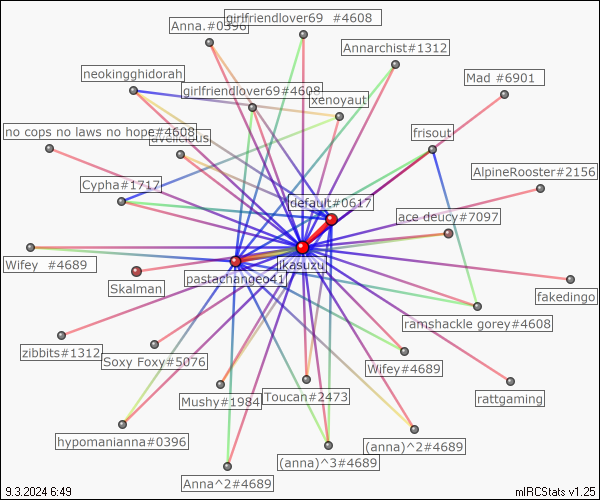 girlfriendlover69  #4608
Anna.#0396
Annarchist#1312
neokingghidorah
Mad #6901
girlfriendlover69#4608
xenoyaut
no cops no laws no hope#4608
frisout
AlpineRooster#2156
Cypha#1717
default#0617
ace deucy#7097
Wifey  #4689
ikasuzu
pastachangeo41
Skalman
fakedingo
ramshackle gorey#4608
zibbits#1312
Soxy Foxy#5076
Wifey#4689
Mushy#1984
Toucan#2473
rattgaming
hypomanianna#0396
(anna)^2#4689
(anna)^3#4689
Anna^2#4689
9.3.2024 6:49
mIRCStats v1.25